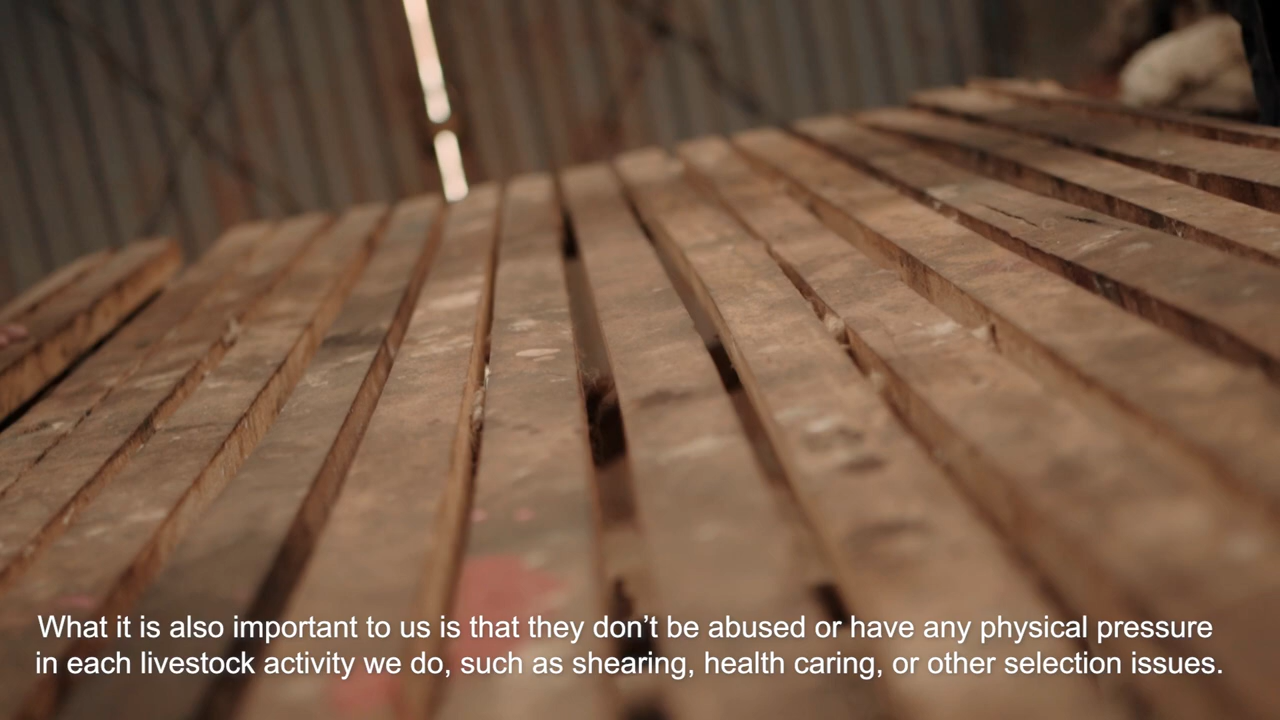 What it is also important to us is that they don’t be abused or have any physical pressure
in each livestock activity we do, such as shearing, health caring, or other selection issues.